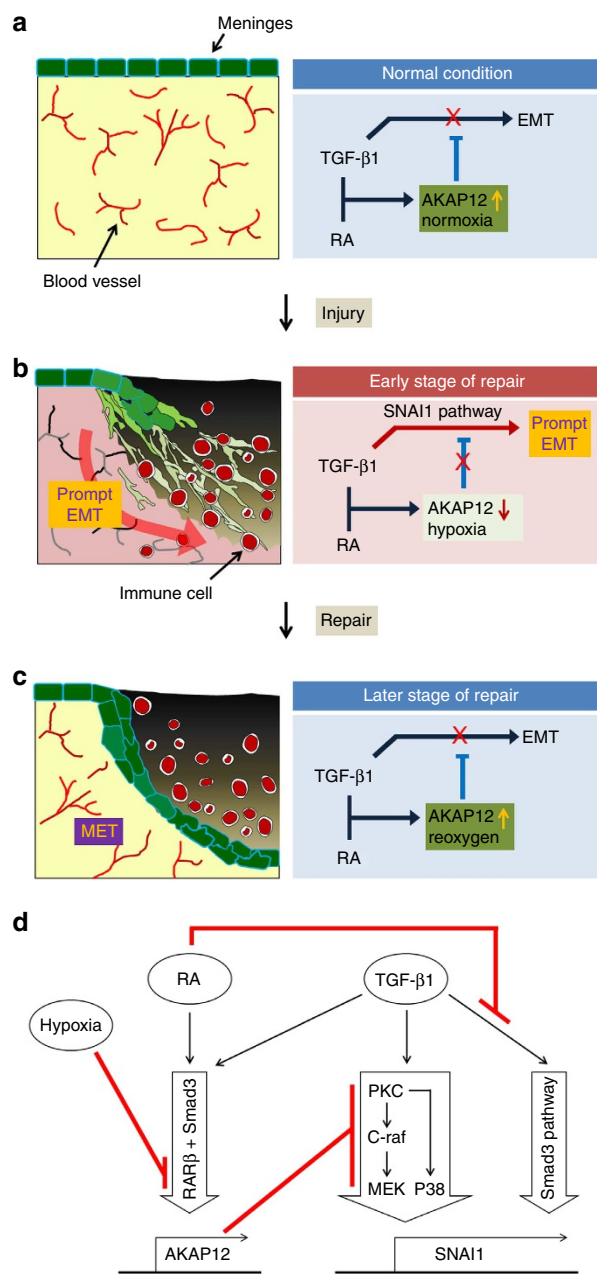 a
Meninges
Blood vessel
Normal condition
EMT
TGF-β1
AKAP12
normoxia
RA
Injury
b
Prompt
EMT
Immune cell
Early stage of repair
SNAI1 pathway
Prompt
EMT
TGF-β1
AKAP12
hypoxia
RA
Repair
c
MET
Later stage of repair
EMT
TGF-β1
AKAP12
reoxygen
RA
d
RA
TGF-β1
Hypoxia
RARβ + Smad3
PKC
C-raf
MEK P38
Smad3 pathway
AKAP12
SNAI1